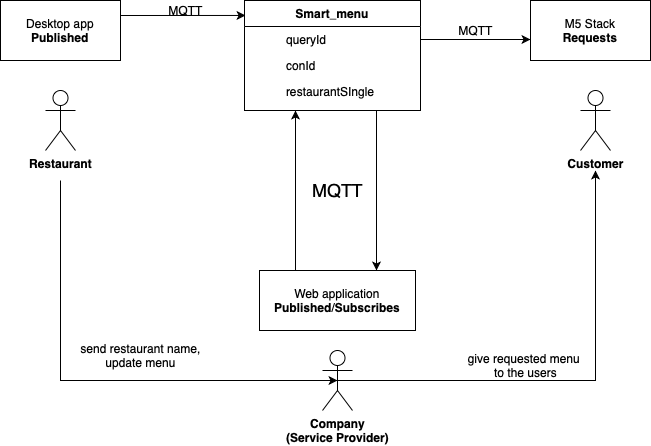 Desktop app
Published
MQTT
Smart_menu
queryId
conId
restaurantSIngle
MQTT
M5 Stack
Requests
Restaurant
Customer
MQTT
Web application
Published/Subscribes
send restaurant name,
update menu
give requested menu
to the users
Company
(Service Provider)